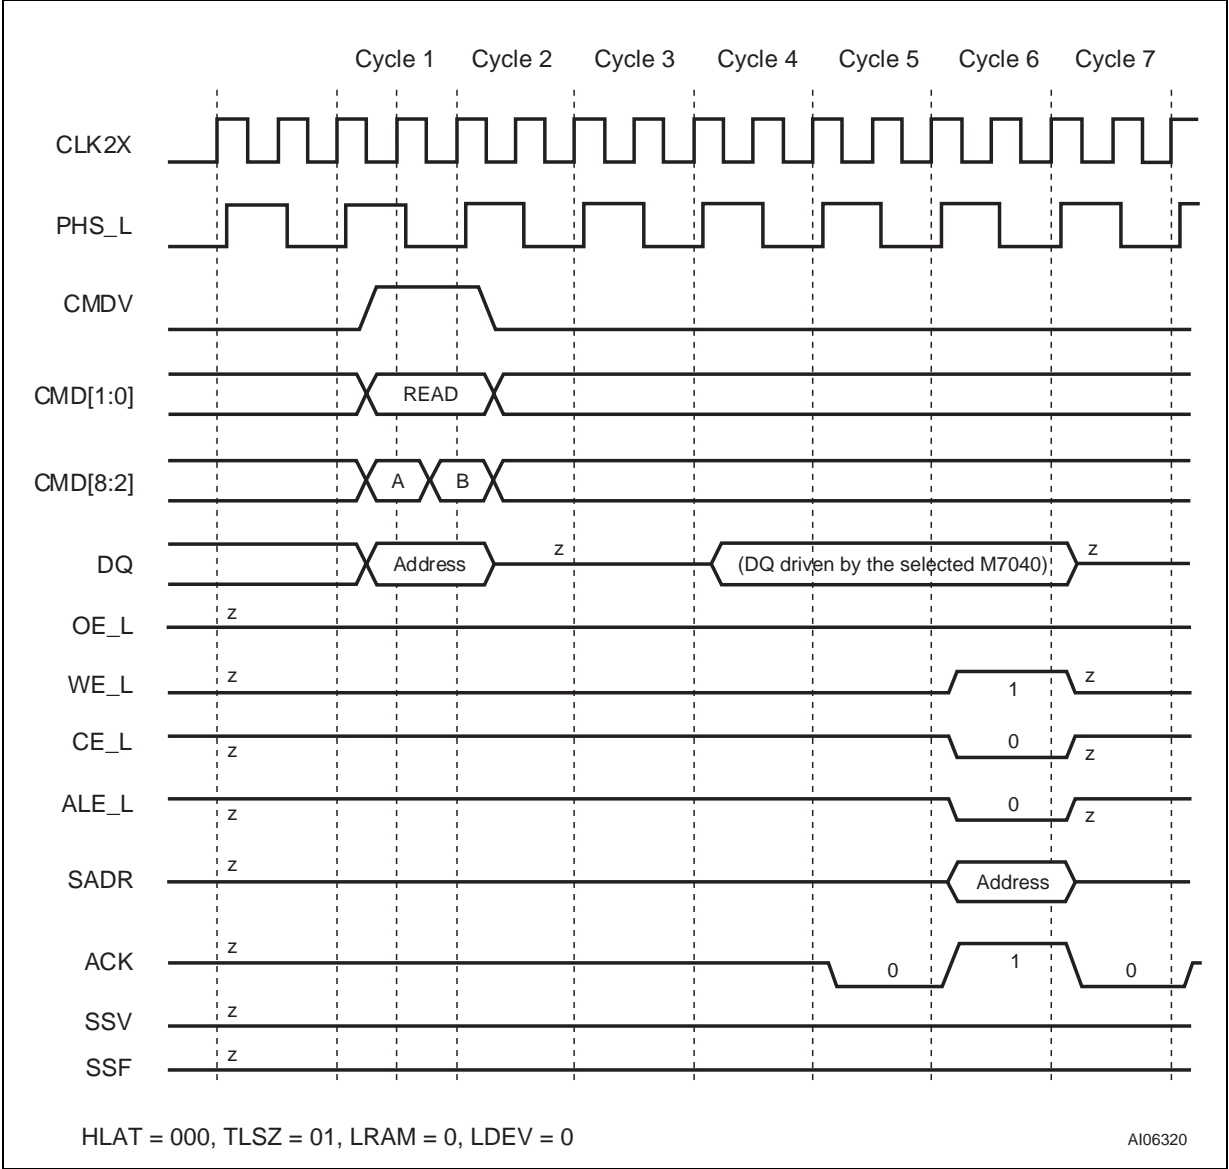 Cycle 1 Cycle 2 Cycle 3 Cycle 4 Cycle 5 Cycle 6 Cycle 7
CLK2X
PHS_L
CMDV
CMD[1:0] READ
CMD[8:2] A B
DQ Address z (DQ driven by the selected M7040) z
OE_L z
WE_L z 1 z
CE_L z 0 z
ALE_L z 0 z
SADR z Address
ACK z 0 1 0
SSV z
SSF z
HLAT = 000, TLSZ = 01, LRAM = 0, LDEV = 0
AI06320